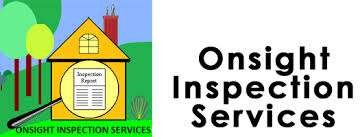 Inspection
Report
ONSIGHT INSPECTION SERVICES
Onsight
Inspection
Services